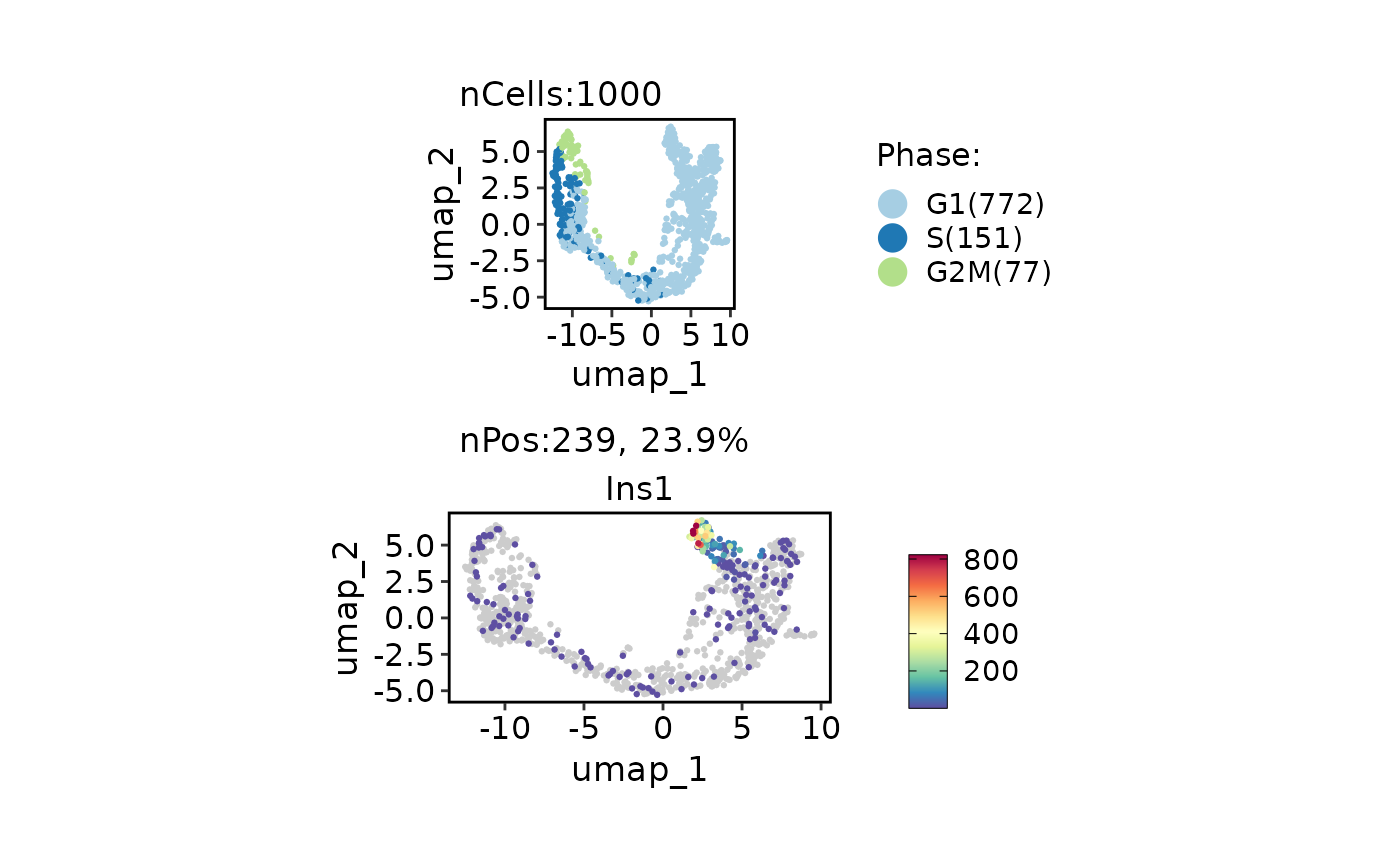 nCells:1000
umap_2
5.0
2.5
0.0
-2.5
-5.0
-10 -5 0 5 10
umap_1
Phase:
G1(772)
S(151)
G2M(77)
nPos:239, 23.9%
Ins1
umap_2
5.0
2.5
0.0
-2.5
-5.0
-10 -5 0 5 10
umap_1
800
600
400
200